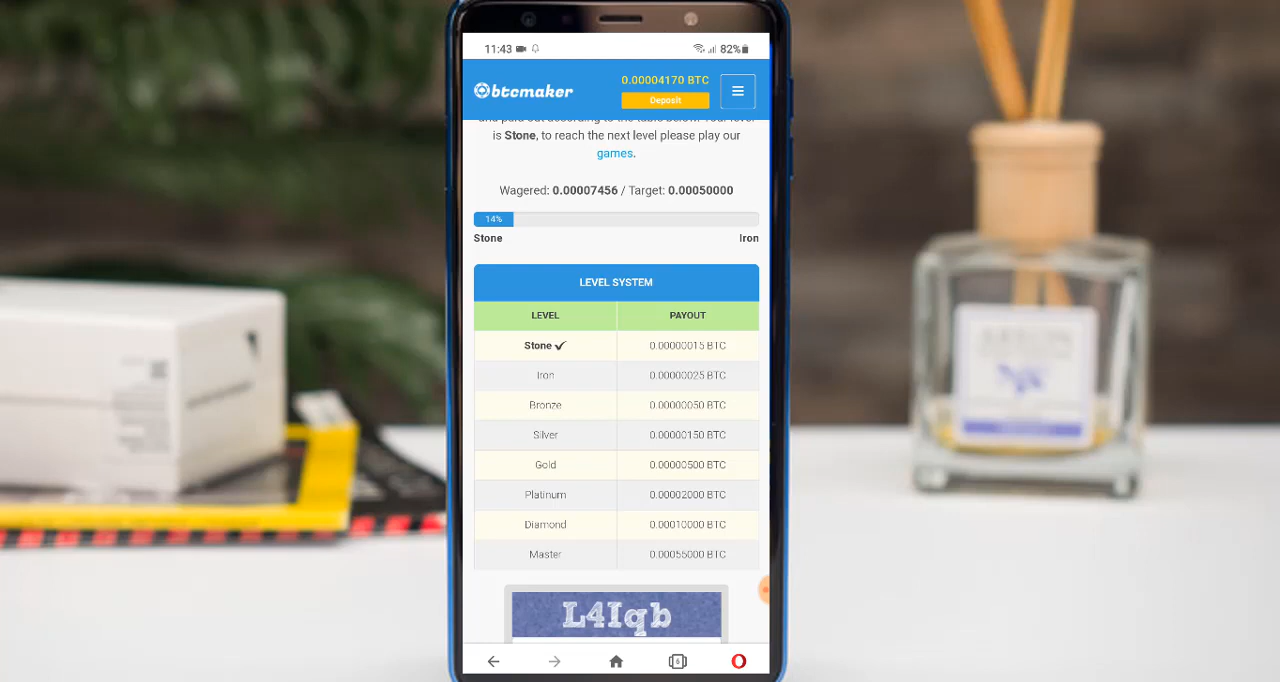 11:43
82%
btcmaker
0.00004170 BTC
Deposit
is Stone, to reach the next level please play our
games.
Wagered: 0.00007456 / Target: 0.00050000
14%
Stone
Iron
LEVEL SYSTEM
LEVEL PAYOUT
Stone ✓ 0.00000015 BTC
Iron 0.00000025 BTC
Bronze 0.00000050 BTC
Silver 0.00000150 BTC
Gold 0.00000500 BTC
Platinum 0.00002000 BTC
Diamond 0.00010000 BTC
Master 0.00055000 BTC
L4Iqb
6